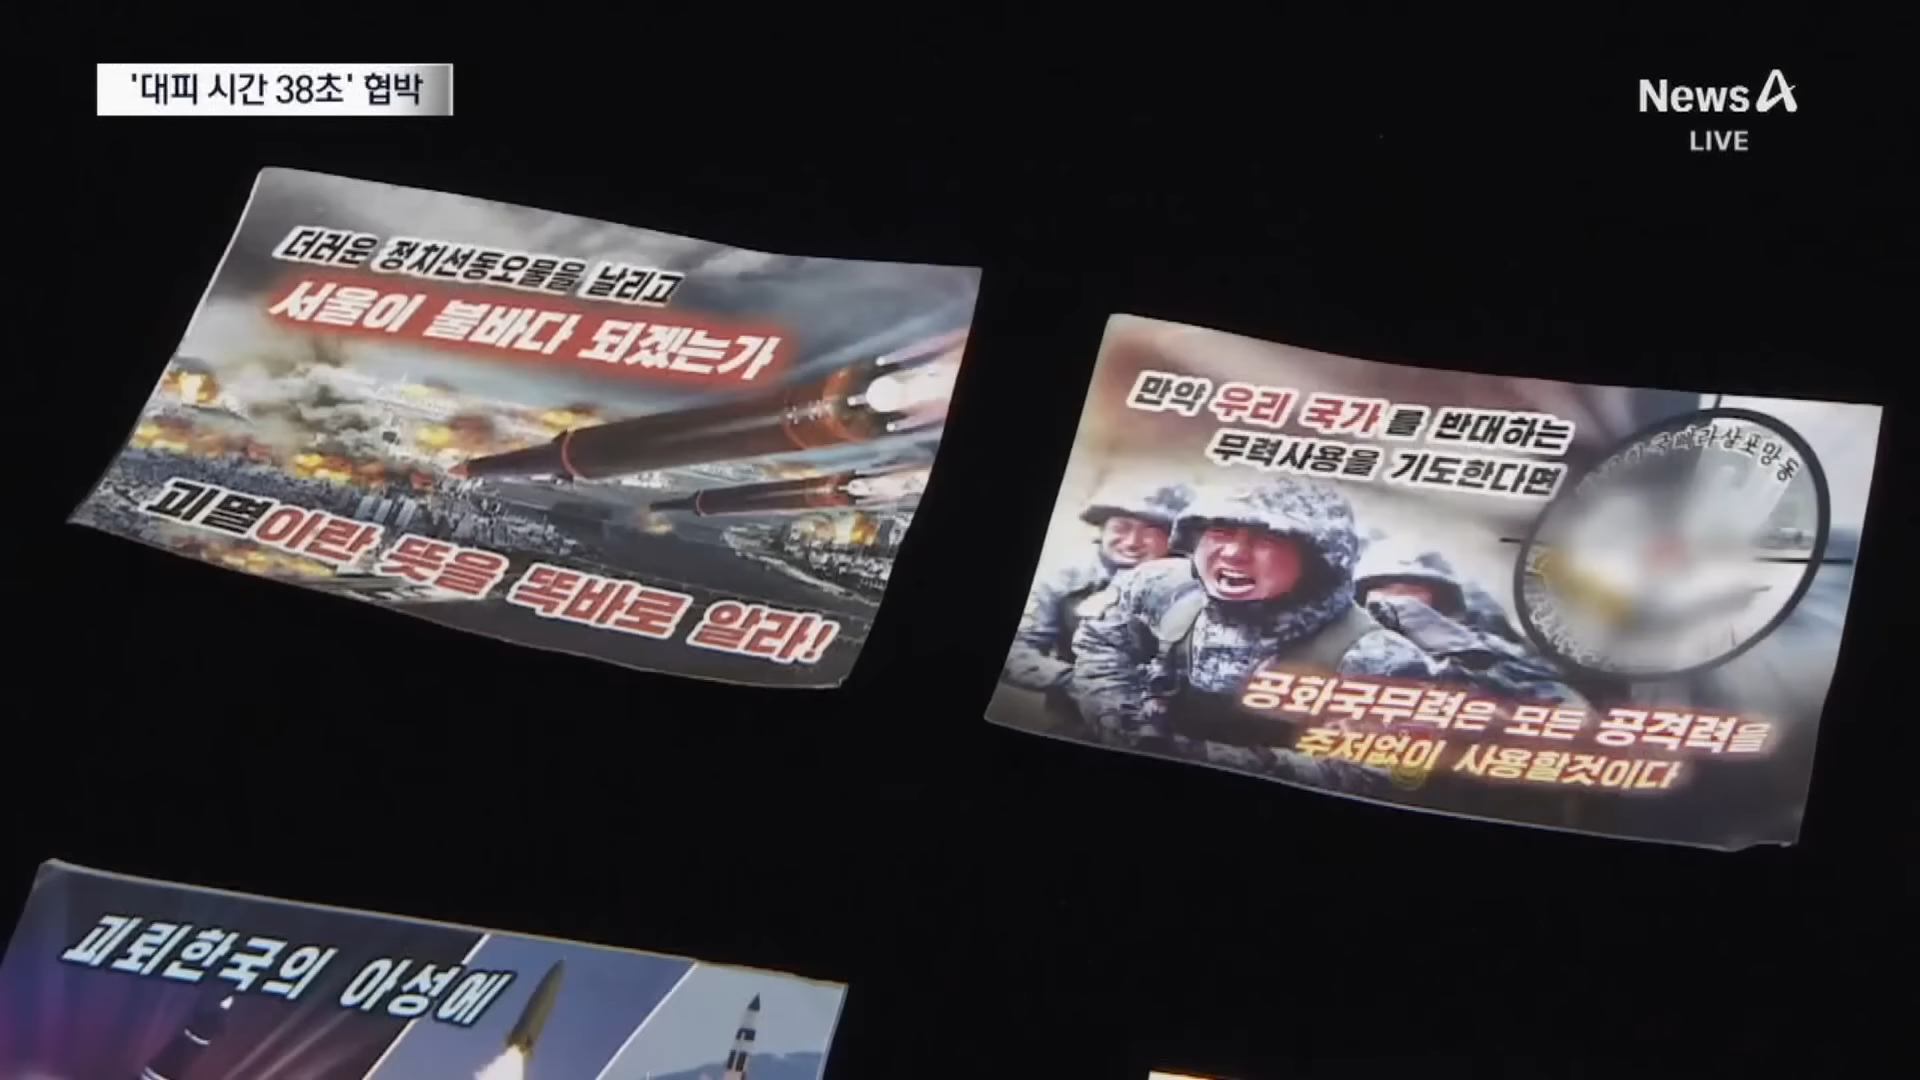 '대피 시간 38초' 협박
News A
LIVE
더러운 정치선동오물을 날리고
서울이 불바다 되겠는가
괴멸이란 뜻을 똑바로 알라!
만약 우리 국가를 반대하는
무력사용을 기도한다면
공화국무력은 모든 공격력을
주저없이 사용할것이다
괴뢰한국의 아성에